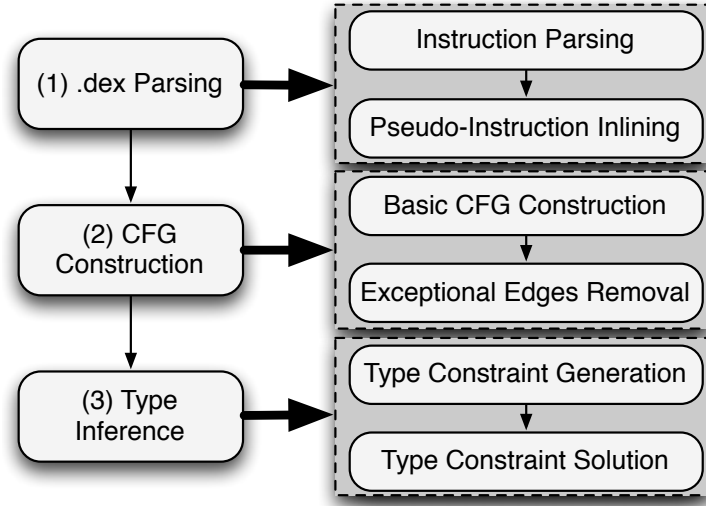 (1) .dex Parsing
Instruction Parsing
Pseudo-Instruction Inlining
(2) CFG
Construction
Basic CFG Construction
Exceptional Edges Removal
(3) Type
Inference
Type Constraint Generation
Type Constraint Solution